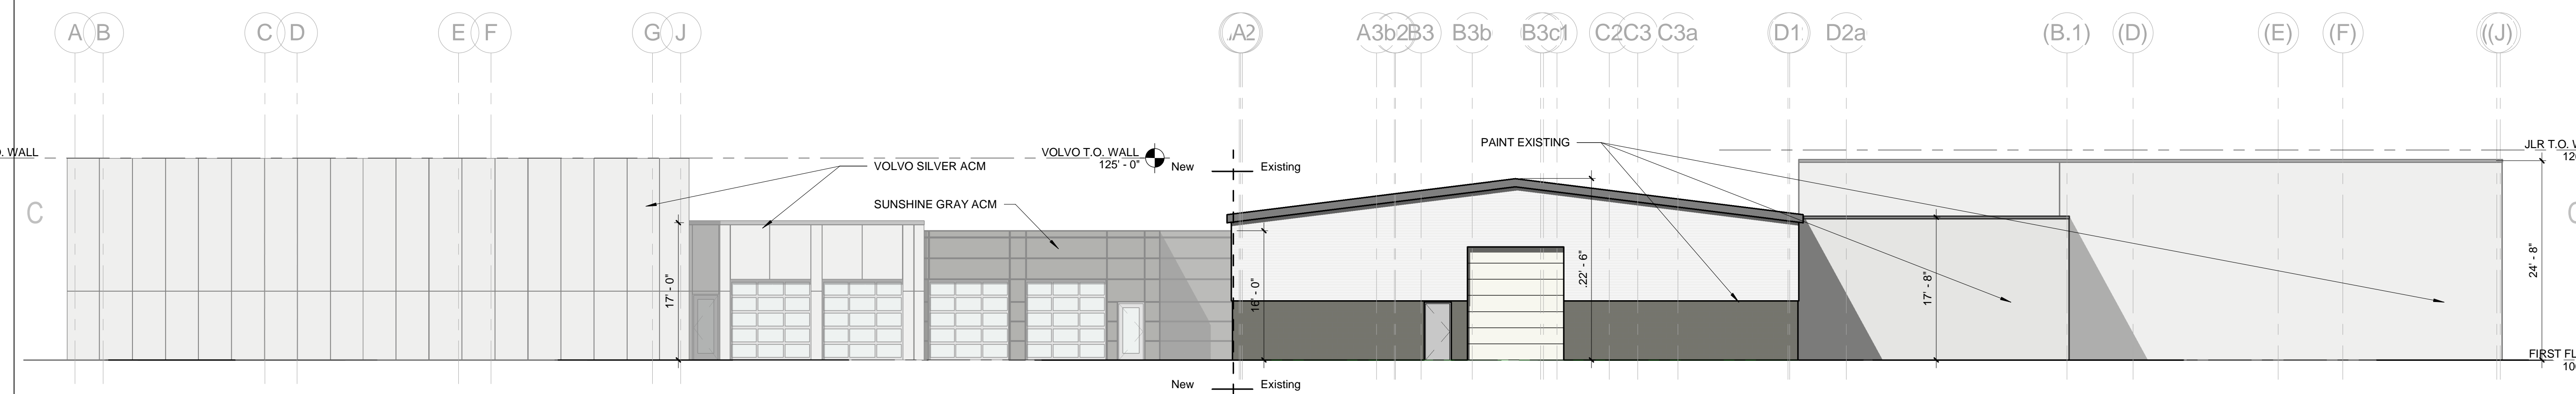 A B C D E F G J A2 A3b2 B3 B3b B3c1 C2 C3 C3a D1 D2a (B.1) (D) (E) (F) (J)
PAINT EXISTING
JLR T.O. W
12
O. WALL
VOLVO T.O. WALL
125' - 0"
New Existing
VOLVO SILVER ACM
SUNSHINE GRAY ACM
C
17' - 0"
16' - 0"
22' - 6"
17' - 8"
24' - 8"
FIRST FL
10
New Existing